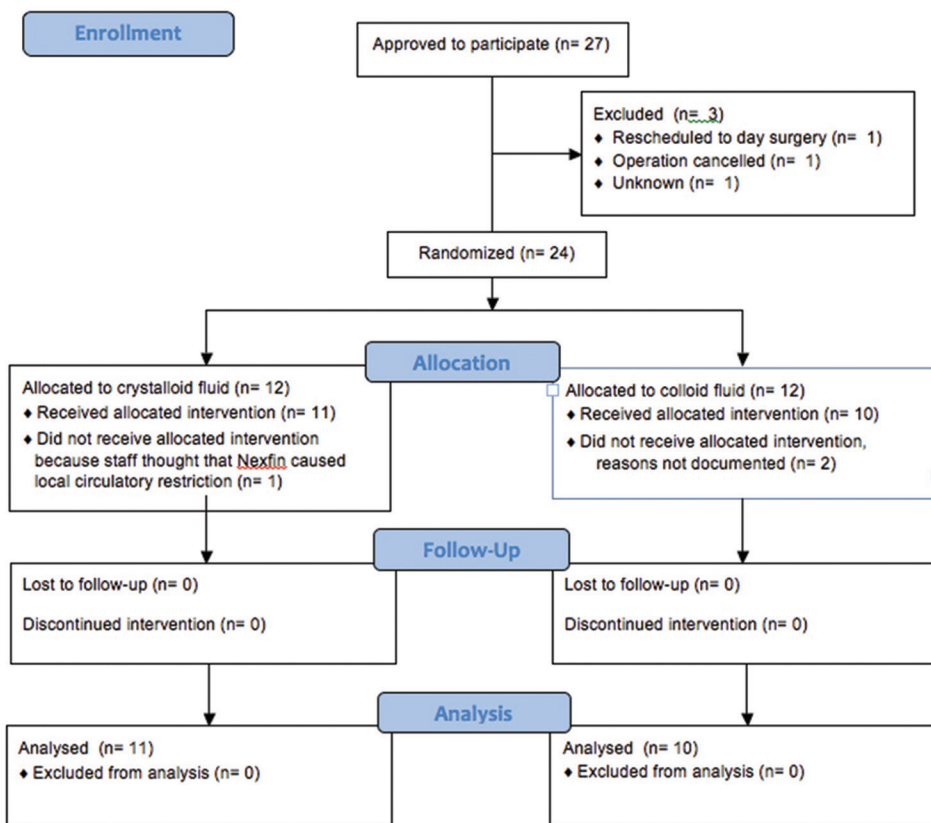 Enrollment
Approved to participate (n= 27)
Excluded  (n=  3)
♦ Rescheduled to day surgery (n=  1)
♦ Operation cancelled (n=  1)
♦ Unknown (n=  1)
Randomized (n= 24)
Allocation
Allocated to crystalloid fluid (n= 12)
♦ Received allocated intervention (n= 11)
♦ Did not receive allocated intervention
because staff thought that Nexfin caused
local circulatory restriction (n= 1)
Allocated to colloid fluid (n= 12)
♦ Received allocated intervention (n= 10)
♦ Did not receive allocated intervention,
reasons not documented (n= 2)
Follow-Up
Lost to follow-up (n= 0)
Discontinued intervention (n= 0)
Lost to follow-up (n= 0)
Discontinued intervention (n= 0)
Analysis
Analysed  (n= 11)
♦ Excluded from analysis (n= 0)
Analysed  (n= 10)
♦ Excluded from analysis (n= 0)